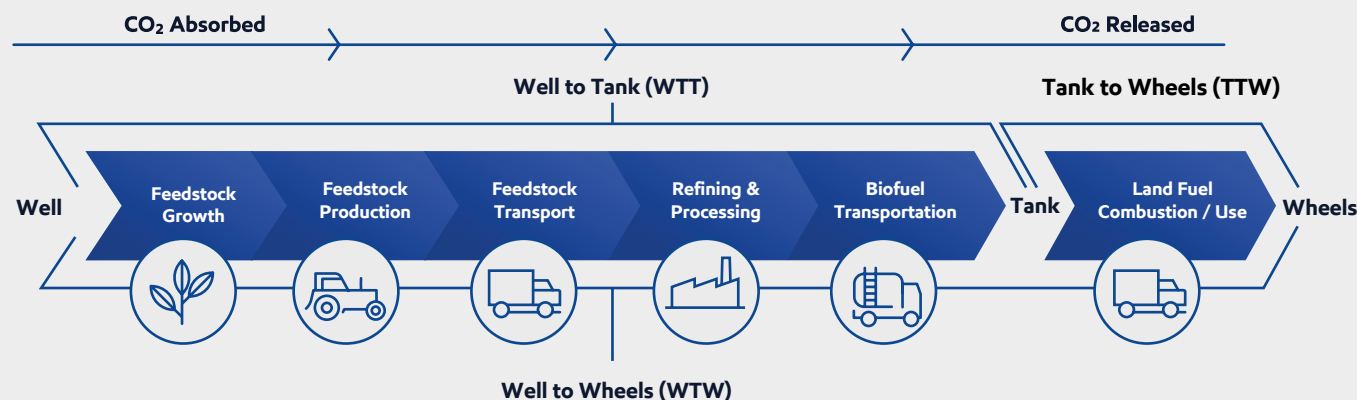 CO₂ Absorbed
CO₂ Released
Well to Tank (WTT)
Tank to Wheels (TTW)
Well
Feedstock
Growth
Feedstock
Production
Feedstock
Transport
Refining &
Processing
Biofuel
Transportation
Tank
Land Fuel
Combustion / Use
Wheels
Well to Wheels (WTW)